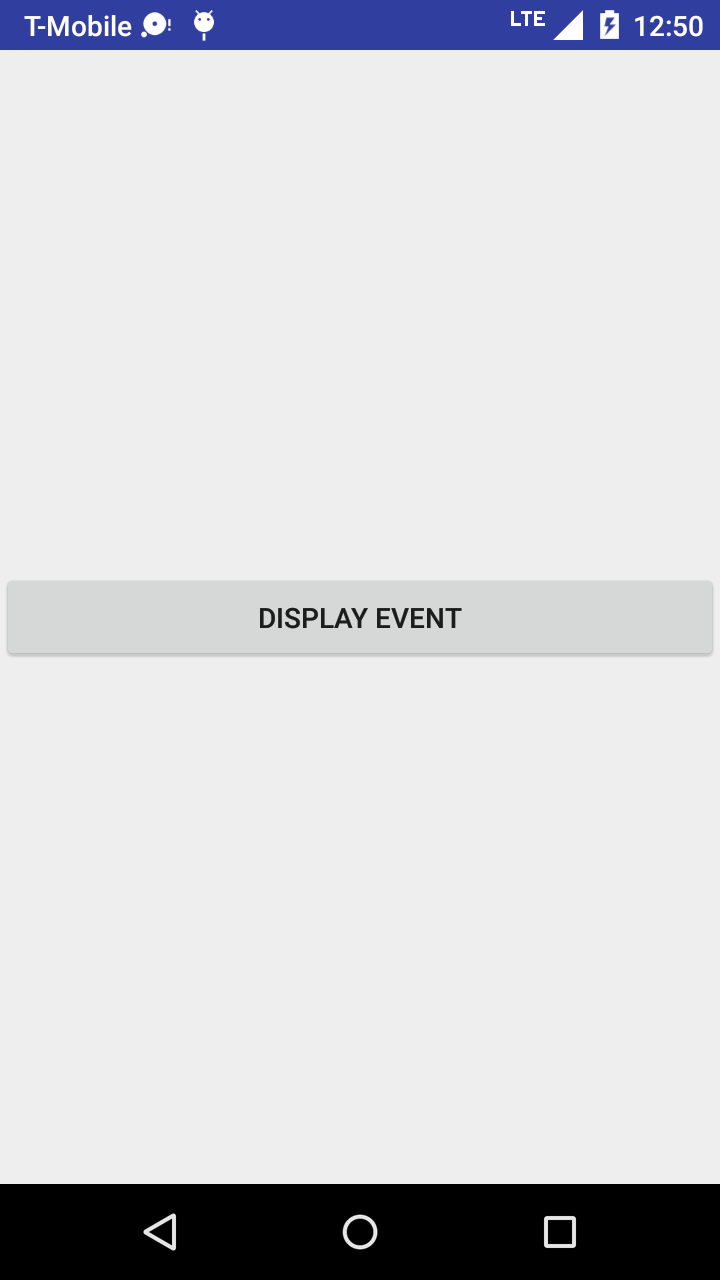 T-Mobile
LTE
12:50
DISPLAY EVENT